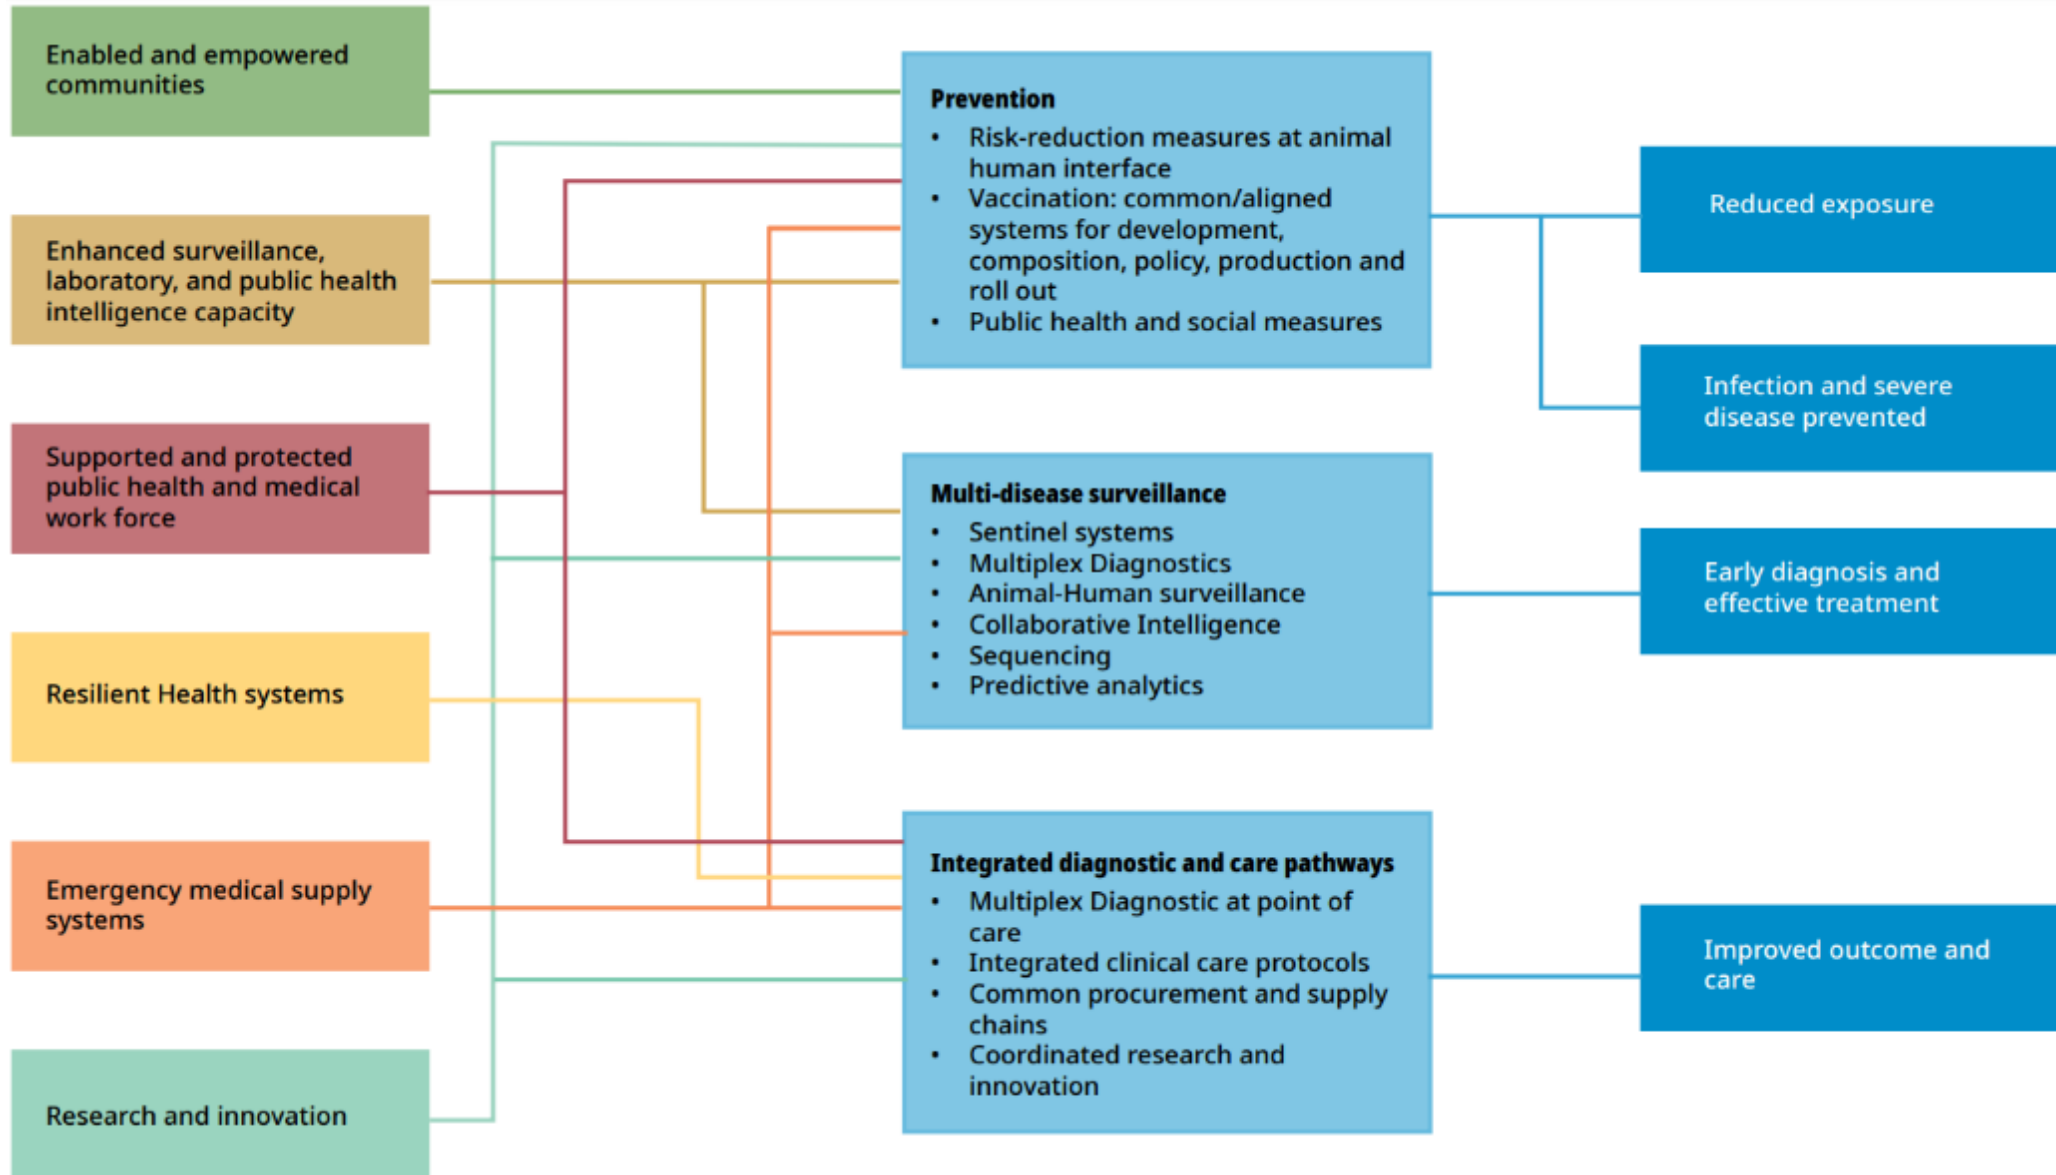 Enabled and empowered
communities
Enhanced surveillance,
laboratory, and public health
intelligence capacity
Supported and protected
public health and medical
work force
Resilient Health systems
Emergency medical supply
systems
Research and innovation
Prevention
• Risk-reduction measures at animal
human interface
• Vaccination: common/aligned
systems for development,
composition, policy, production and
roll out
• Public health and social measures
Multi-disease surveillance
• Sentinel systems
• Multiplex Diagnostics
• Animal-Human surveillance
• Collaborative Intelligence
• Sequencing
• Predictive analytics
Integrated diagnostic and care pathways
• Multiplex Diagnostic at point of
care
• Integrated clinical care protocols
• Common procurement and supply
chains
• Coordinated research and
innovation
Reduced exposure
Infection and severe
disease prevented
Early diagnosis and
effective treatment
Improved outcome and
care